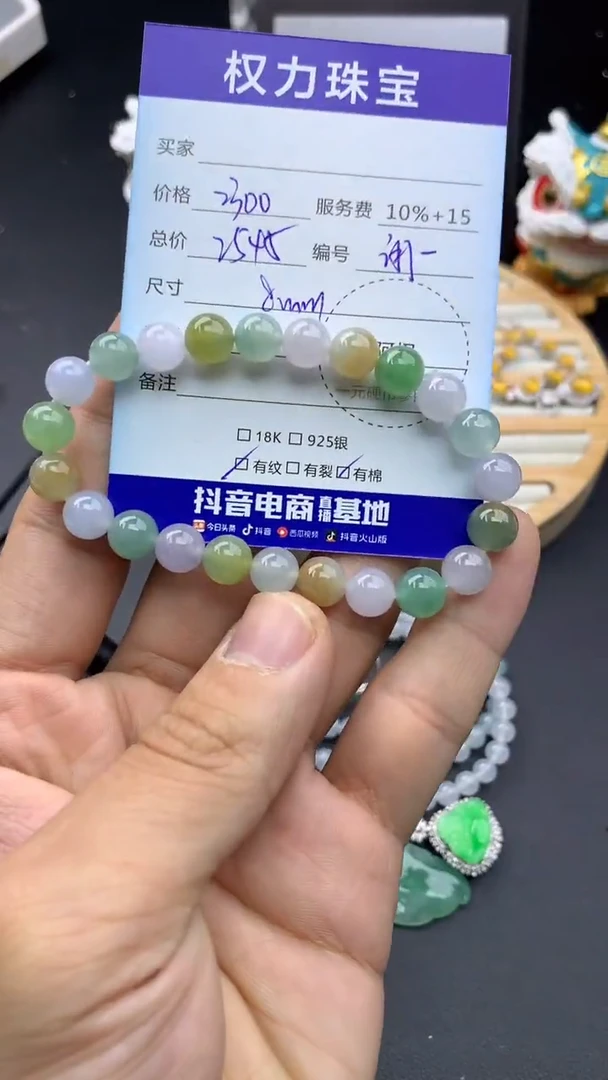 权力珠宝
买家
价格 2300 服务费 10%+15
总价 2545 编号
尺寸 8mm
备注
□ 18K □ 925银
☑ 有纹 □ 有裂 ☑ 有棉
抖音电商直播基地
今日头条 抖音 西瓜视频 抖音火山版